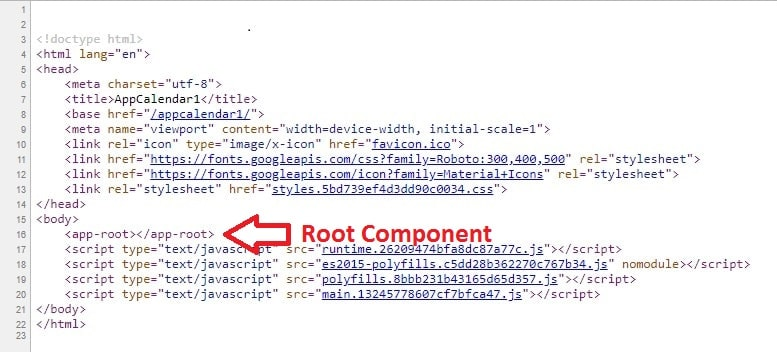 1
2 .
3 <!doctype html>
4 <html lang="en">
5 <head>
6 <meta charset="utf-8">
7 <title>AppCalendar1</title>
8 <base href="/appcalendar1/">
9 <meta name="viewport" content="width=device-width, initial-scale=1">
10 <link rel="icon" type="image/x-icon" href="favicon.ico">
11 <link href="https://fonts.googleapis.com/css?family=Roboto:300,400,500" rel="stylesheet">
12 <link href="https://fonts.googleapis.com/icon?family=Material+Icons" rel="stylesheet">
13 <link rel="stylesheet" href="styles.5bd739ef4d3dd90c0034.css">
14 </head>
15 <body>
16 <app-root></app-root> Root Component
17 <script type="text/javascript" src="runtime.26209474bfa8dc87a77c.js"></script>
18 <script type="text/javascript" src="es2015-polyfills.c5dd28b362270c767b34.js" nomodule></script>
19 <script type="text/javascript" src="polyfills.8bbb231b43165d65d357.js"></script>
20 <script type="text/javascript" src="main.13245778607cf7bfca47.js"></script>
21 </body>
22 </html>
23